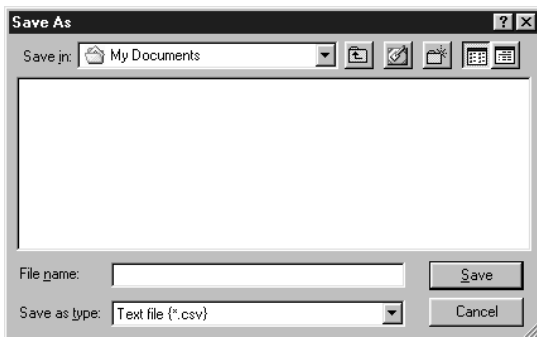 Save As
Save in: My Documents
File name:
Save
Save as type: Text file {*.csv}
Cancel